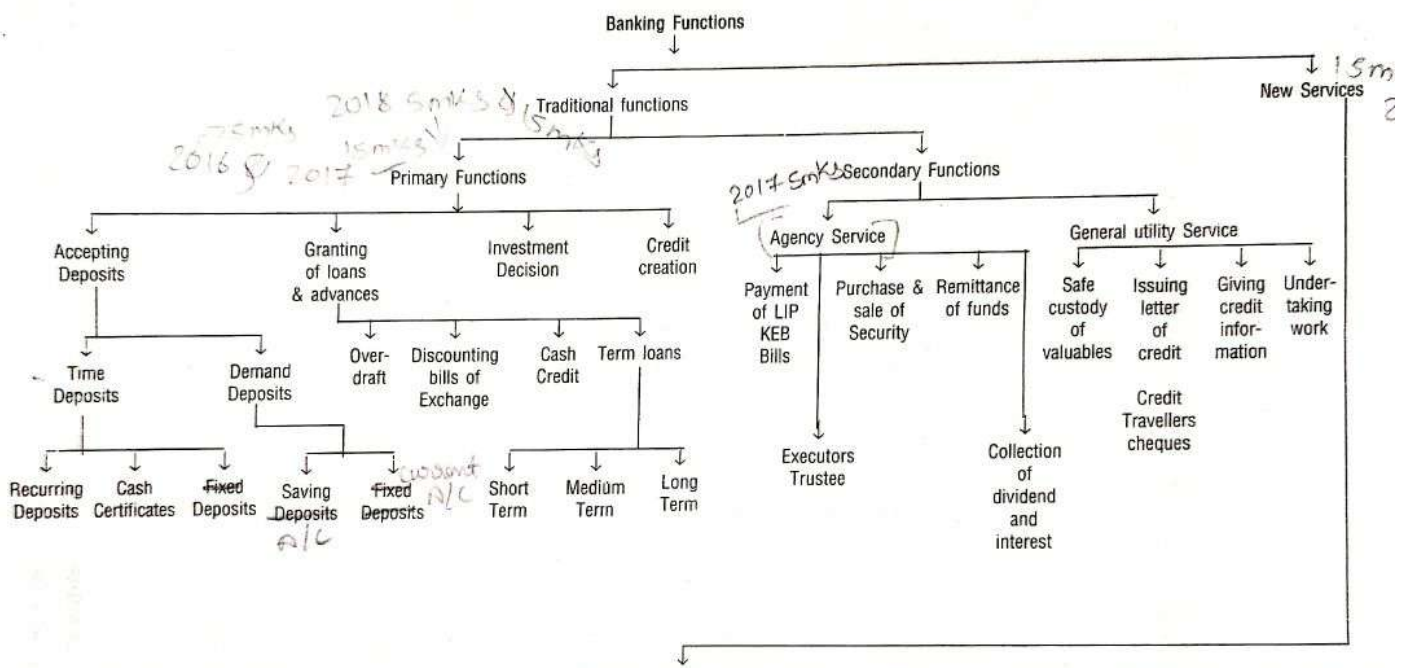 Banking Functions
15m
New Services
2018 5mks
Traditional functions
15mks
5mks
15mks
2016
2017
Primary Functions
2017 5mks
Secondary Functions
Accepting
Deposits
Granting
of loans
& advances
Investment
Decision
Credit
creation
Agency Service
General utility Service
Payment
of LIP
KEB
Bills
Purchase &
sale of
Security
Remittance
of funds
Safe
custody
of
valuables
Issuing
letter
of
credit
Credit
Travellers
cheques
Giving
credit
infor-
mation
Under-
taking
work
Time
Deposits
Demand
Deposits
Over-
draft
Discounting
bills of
Exchange
Cash
Credit
Term loans
Executors
Trustee
Collection
of
dividend
and
interest
Recurring
Deposits
Cash
Certificates
Fixed
Deposits
Saving
Deposits
A/C
Fixed
Deposits
current
A/C
Short
Term
Medium
Term
Long
Term